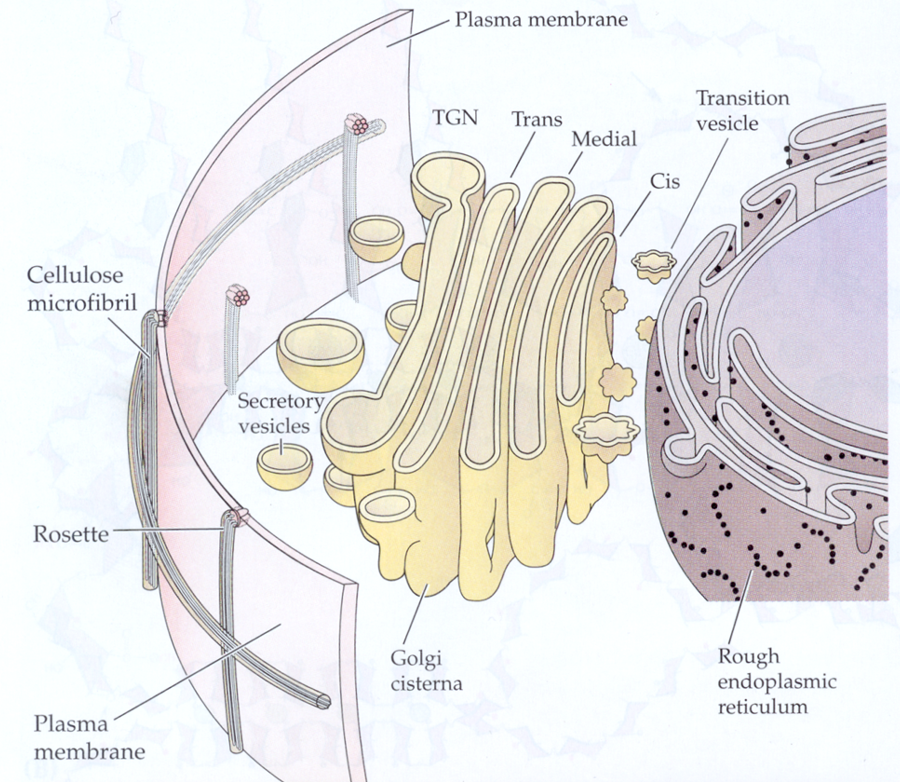 Plasma membrane
TGN
Trans
Medial
Cis
Transition
vesicle
Cellulose
microfibril
Secretory
vesicles
Rosette
Golgi
cisterna
Rough
endoplasmic
reticulum
Plasma
membrane